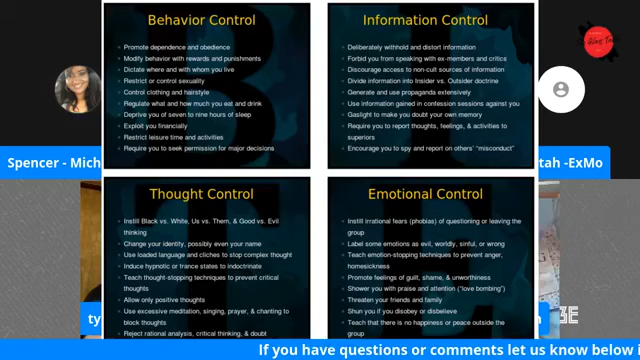 Behavior Control
Promote dependence and obedience
Modify behavior with rewards and punishments
Dictate where and with whom you live
Restrict or control sexuality
Control clothing and hairstyle
Regulate what and how much you eat and drink
Deprive you of seven to nine hours of sleep
Exploit you financially
Restrict leisure time and activities
Require you to seek permission for major decisions
Information Control
Deliberately withhold and distort information
Forbid you from speaking with ex-members and critics
Discourage access to non-cult sources of information
Divide information into Insider vs. Outsider doctrine
Generate and use propaganda extensively
Use information gained in confession sessions against you
Gaslight to make you doubt your own memory
Require you to report thoughts, feelings, & activities to
superiors
Encourage you to spy and report on others' "misconduct"
Spencer - Mich
tah -ExMo
Thought Control
Instill Black vs. White, Us vs. Them, & Good vs. Evil
thinking
Change your identity, possibly even your name
Use loaded language and cliches to stop complex thought
Induce hypnotic or trance states to indoctrinate
Teach thought-stopping techniques to prevent critical
thoughts
Allow only positive thoughts
Use excessive meditation, singing, prayer, & chanting to
block thoughts
Reject rational analysis, critical thinking, & doubt
Emotional Control
Instill irrational fears (phobias) of questioning or leaving the
group
Label some emotions as evil, worldly, sinful, or wrong
Teach emotion-stopping techniques to prevent anger,
homesickness
Promote feelings of guilt, shame, & unworthiness
Shower you with praise and attention ("love bombing")
Threaten your friends and family
Shun you if you disobey or disbelieve
Teach that there is no happiness or peace outside the
group
ty
n
If you have questions or comments let us know below i